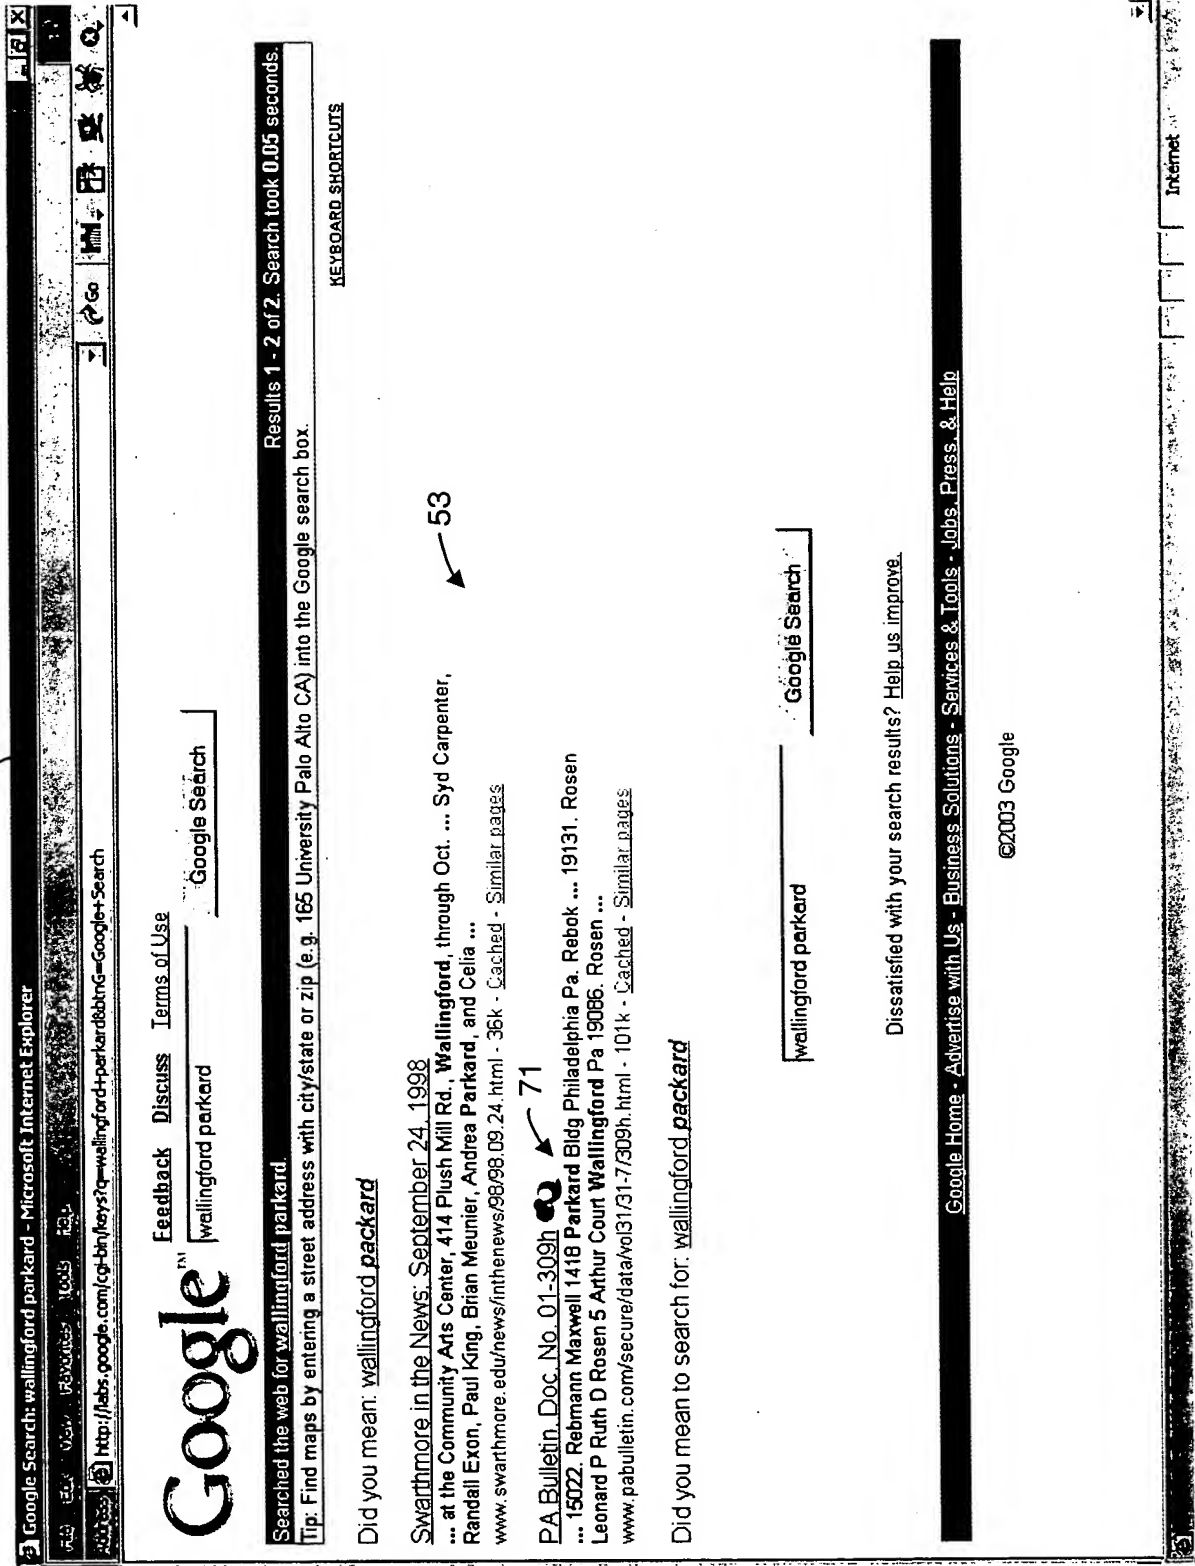 Google Search: wallingford parkard - Microsoft Internet Explorer
File Edit View Favorites Tools Help
Address http://labs.google.com/cgi-bin/keys?q=wallingford+parkard&btnG=Google+Search Go
Google™
Feedback Discuss Terms of Use
wallingford parkard Google Search
Searched the web for wallingford parkard. Results 1 - 2 of 2. Search took 0.05 seconds.
Tip: Find maps by entering a street address with city/state or zip (e.g. 165 University Palo Alto CA) into the Google search box.
KEYBOARD SHORTCUTS
Did you mean: wallingford packard
Swarthmore in the News: September 24, 1998
... at the Community Arts Center, 414 Plush Mill Rd., Wallingford, through Oct. ... Syd Carpenter,
Randall Exon, Paul King, Brian Meunier, Andrea Parkard, and Celia ...
www.swarthmore.edu/news/inthenews/98/98.09.24.html - 36k - Cached - Similar pages
53
PA Bulletin, Doc. No. 01-309h
71
... 15022. Rebmann Maxwell 1418 Parkard Bldg Philadelphia Pa. Rebok ... 19131. Rosen
Leonard P Ruth D Rosen 5 Arthur Court Wallingford Pa 19086. Rosen ...
www.pabulletin.com/secure/data/vol31/31-7/309h.html - 101k - Cached - Similar pages
Did you mean to search for: wallingford packard
wallingford parkard Google Search
Dissatisfied with your search results? Help us improve.
Google Home - Advertise with Us - Business Solutions - Services & Tools - Jobs, Press, & Help
©2003 Google
Internet